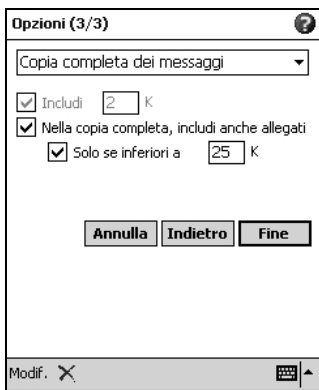 Opzioni (3/3) ?
Copia completa dei messaggi
Includi 2 K
Nella copia completa, includi anche allegati
Solo se inferiori a 25 K
Annulla Indietro Fine
Modif.